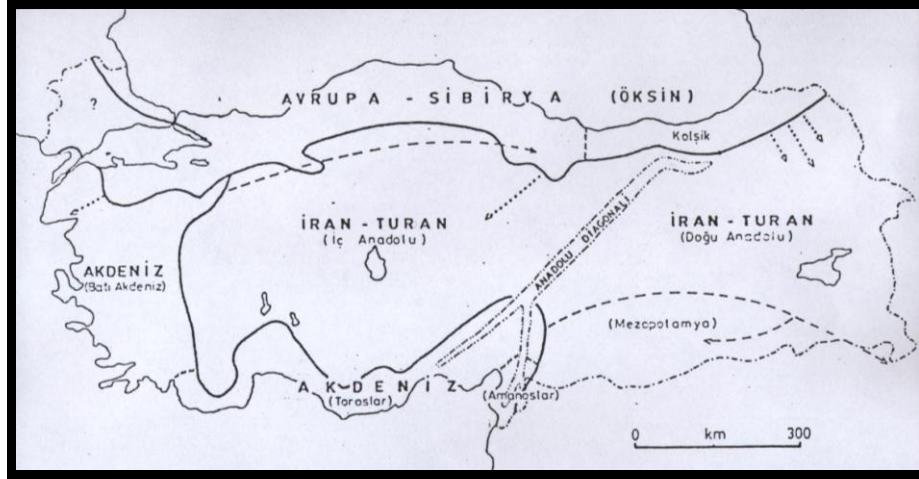 AVRUPA - SİBİRYA (ÖKSİN)
?
Kolşik
İRAN - TURAN
(İç Anadolu)
ANADOLU DİAGONALİ
İRAN - TURAN
(Doğu Anadolu)
AKDENİZ
(Batı Akdeniz)
(Mezopotamya)
AKDENİZ
(Toroslar)
(Amanoslar)
0 km 300